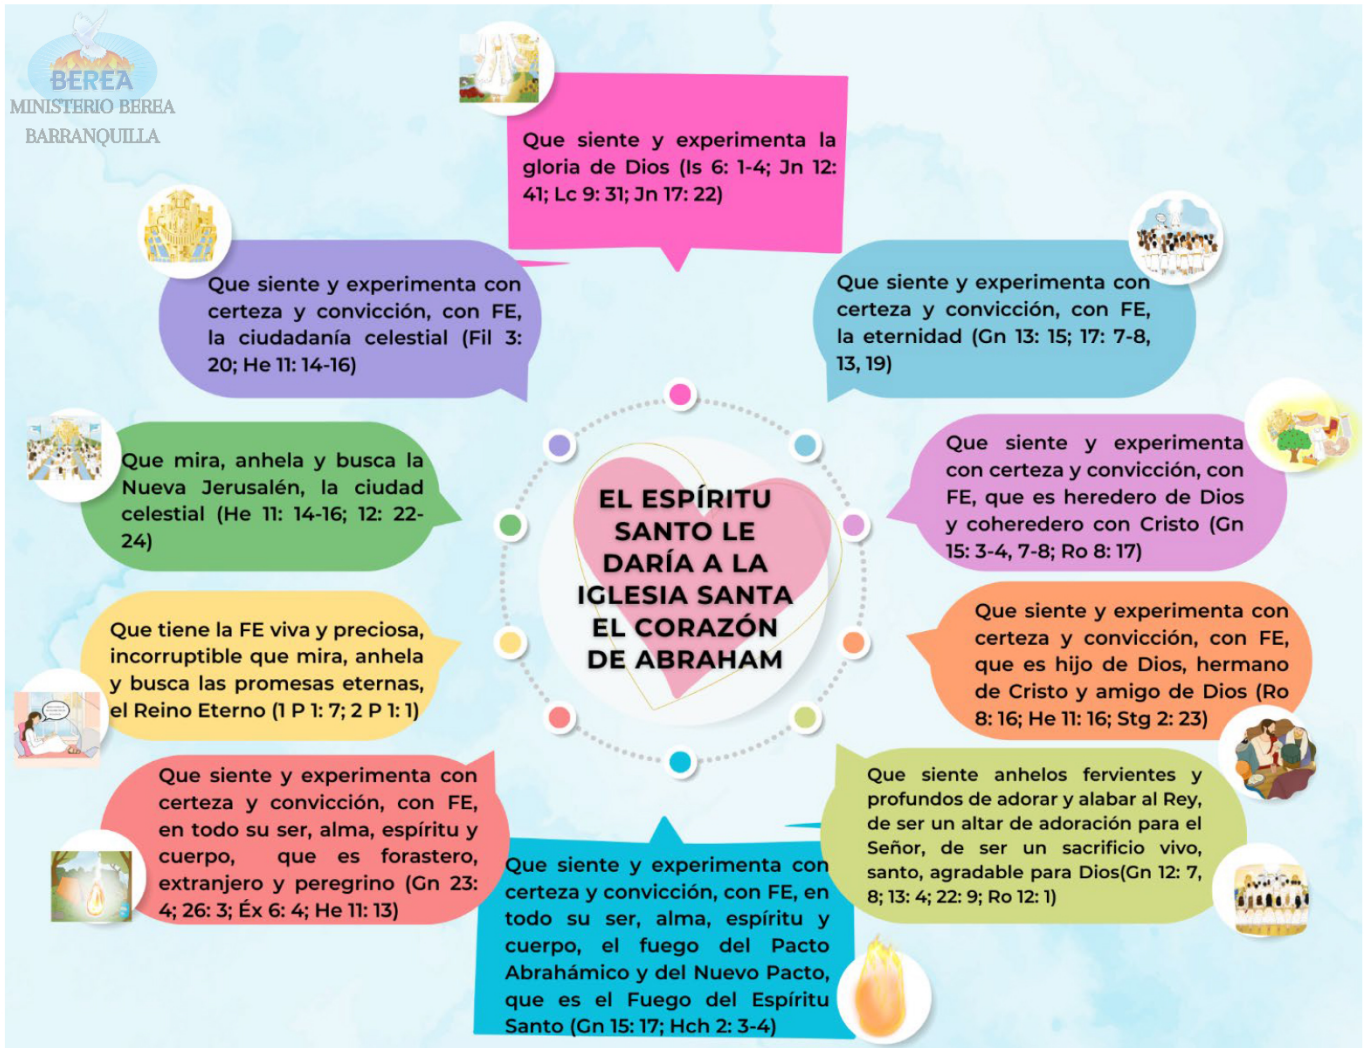 BEREA
MINISTERIO BEREA
BARRANQUILLA
Que siente y experimenta la
gloria de Dios (Is 6: 1-4; Jn 12:
41; Lc 9: 31; Jn 17: 22)
Que siente y experimenta con
certeza y convicción, con FE,
la ciudadanía celestial (Fil 3:
20; He 11: 14-16)
Que siente y experimenta con
certeza y convicción, con FE,
la eternidad (Gn 13: 15; 17: 7-8,
13, 19)
Que mira, anhela y busca la
Nueva Jerusalén, la ciudad
celestial (He 11: 14-16; 12: 22-
24)
EL ESPÍRITU
SANTO LE
DARÍA A LA
IGLESIA SANTA
EL CORAZÓN
DE ABRAHAM
Que siente y experimenta
con certeza y convicción, con
FE, que es heredero de Dios
y coheredero con Cristo (Gn
15: 3-4, 7-8; Ro 8: 17)
Que tiene la FE viva y preciosa,
incorruptible que mira, anhela
y busca las promesas eternas,
el Reino Eterno (1 P 1: 7; 2 P 1: 1)
Que siente y experimenta con
certeza y convicción, con FE,
que es hijo de Dios, hermano
de Cristo y amigo de Dios (Ro
8: 16; He 11: 16; Stg 2: 23)
Que siente y experimenta con
certeza y convicción, con FE,
en todo su ser, alma, espíritu y
cuerpo, que es forastero,
extranjero y peregrino (Gn 23:
4; 26: 3; Éx 6: 4; He 11: 13)
Que siente y experimenta con
certeza y convicción, con FE, en
todo su ser, alma, espíritu y
cuerpo, el fuego del Pacto
Abrahámico y del Nuevo Pacto,
que es el Fuego del Espíritu
Santo (Gn 15: 17; Hch 2: 3-4)
Que siente anhelos fervientes y
profundos de adorar y alabar al Rey,
de ser un altar de adoración para el
Señor, de ser un sacrificio vivo,
santo, agradable para Dios(Gn 12: 7,
8; 13: 4; 22: 9; Ro 12: 1)